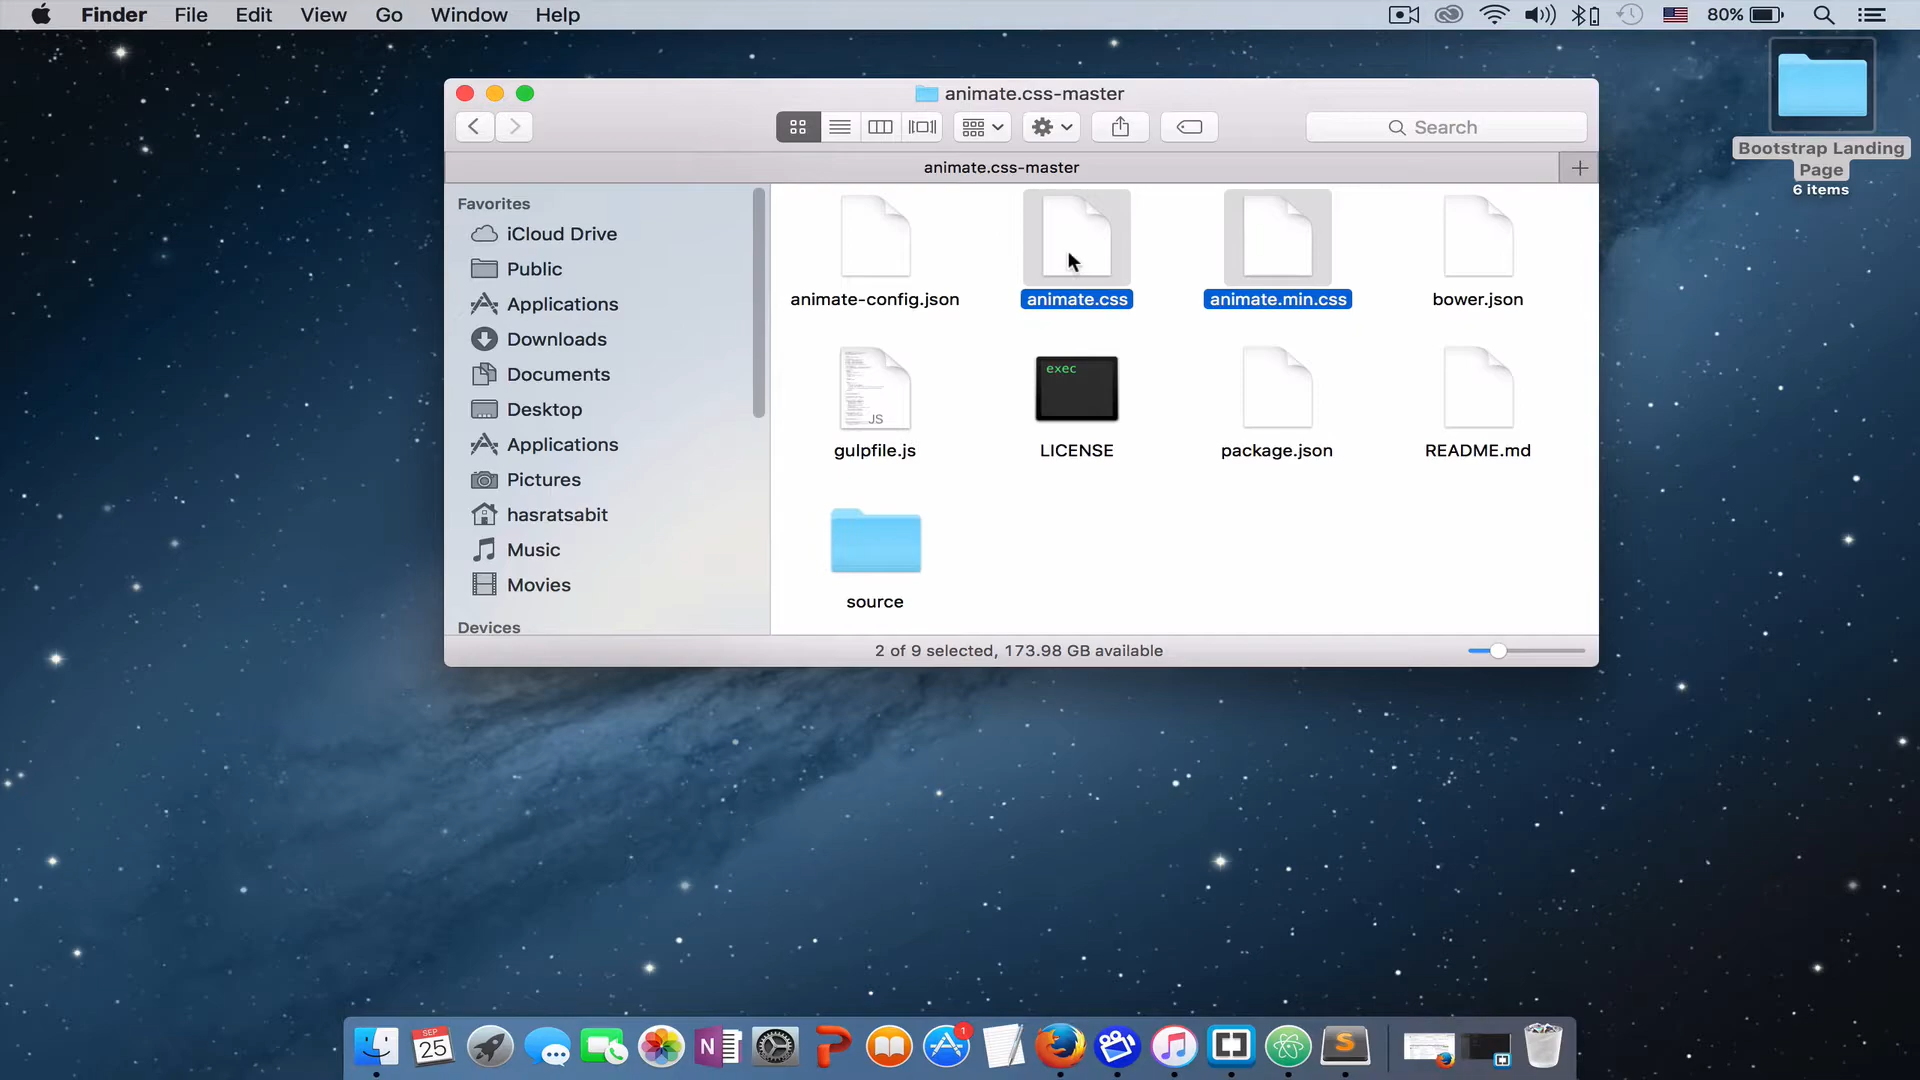 Finder File Edit View Go Window Help 80%
animate.css-master
Search
animate.css-master
Bootstrap Landing
Page
6 items
Favorites
iCloud Drive
Public
Applications
Downloads
Documents
Desktop
Applications
Pictures
hasratsabit
Music
Movies
Devices
animate-config.json
animate.css
animate.min.css
bower.json
JS
gulpfile.js
exec
LICENSE
package.json
README.md
source
2 of 9 selected, 173.98 GB available
SEP
25
N
1
S